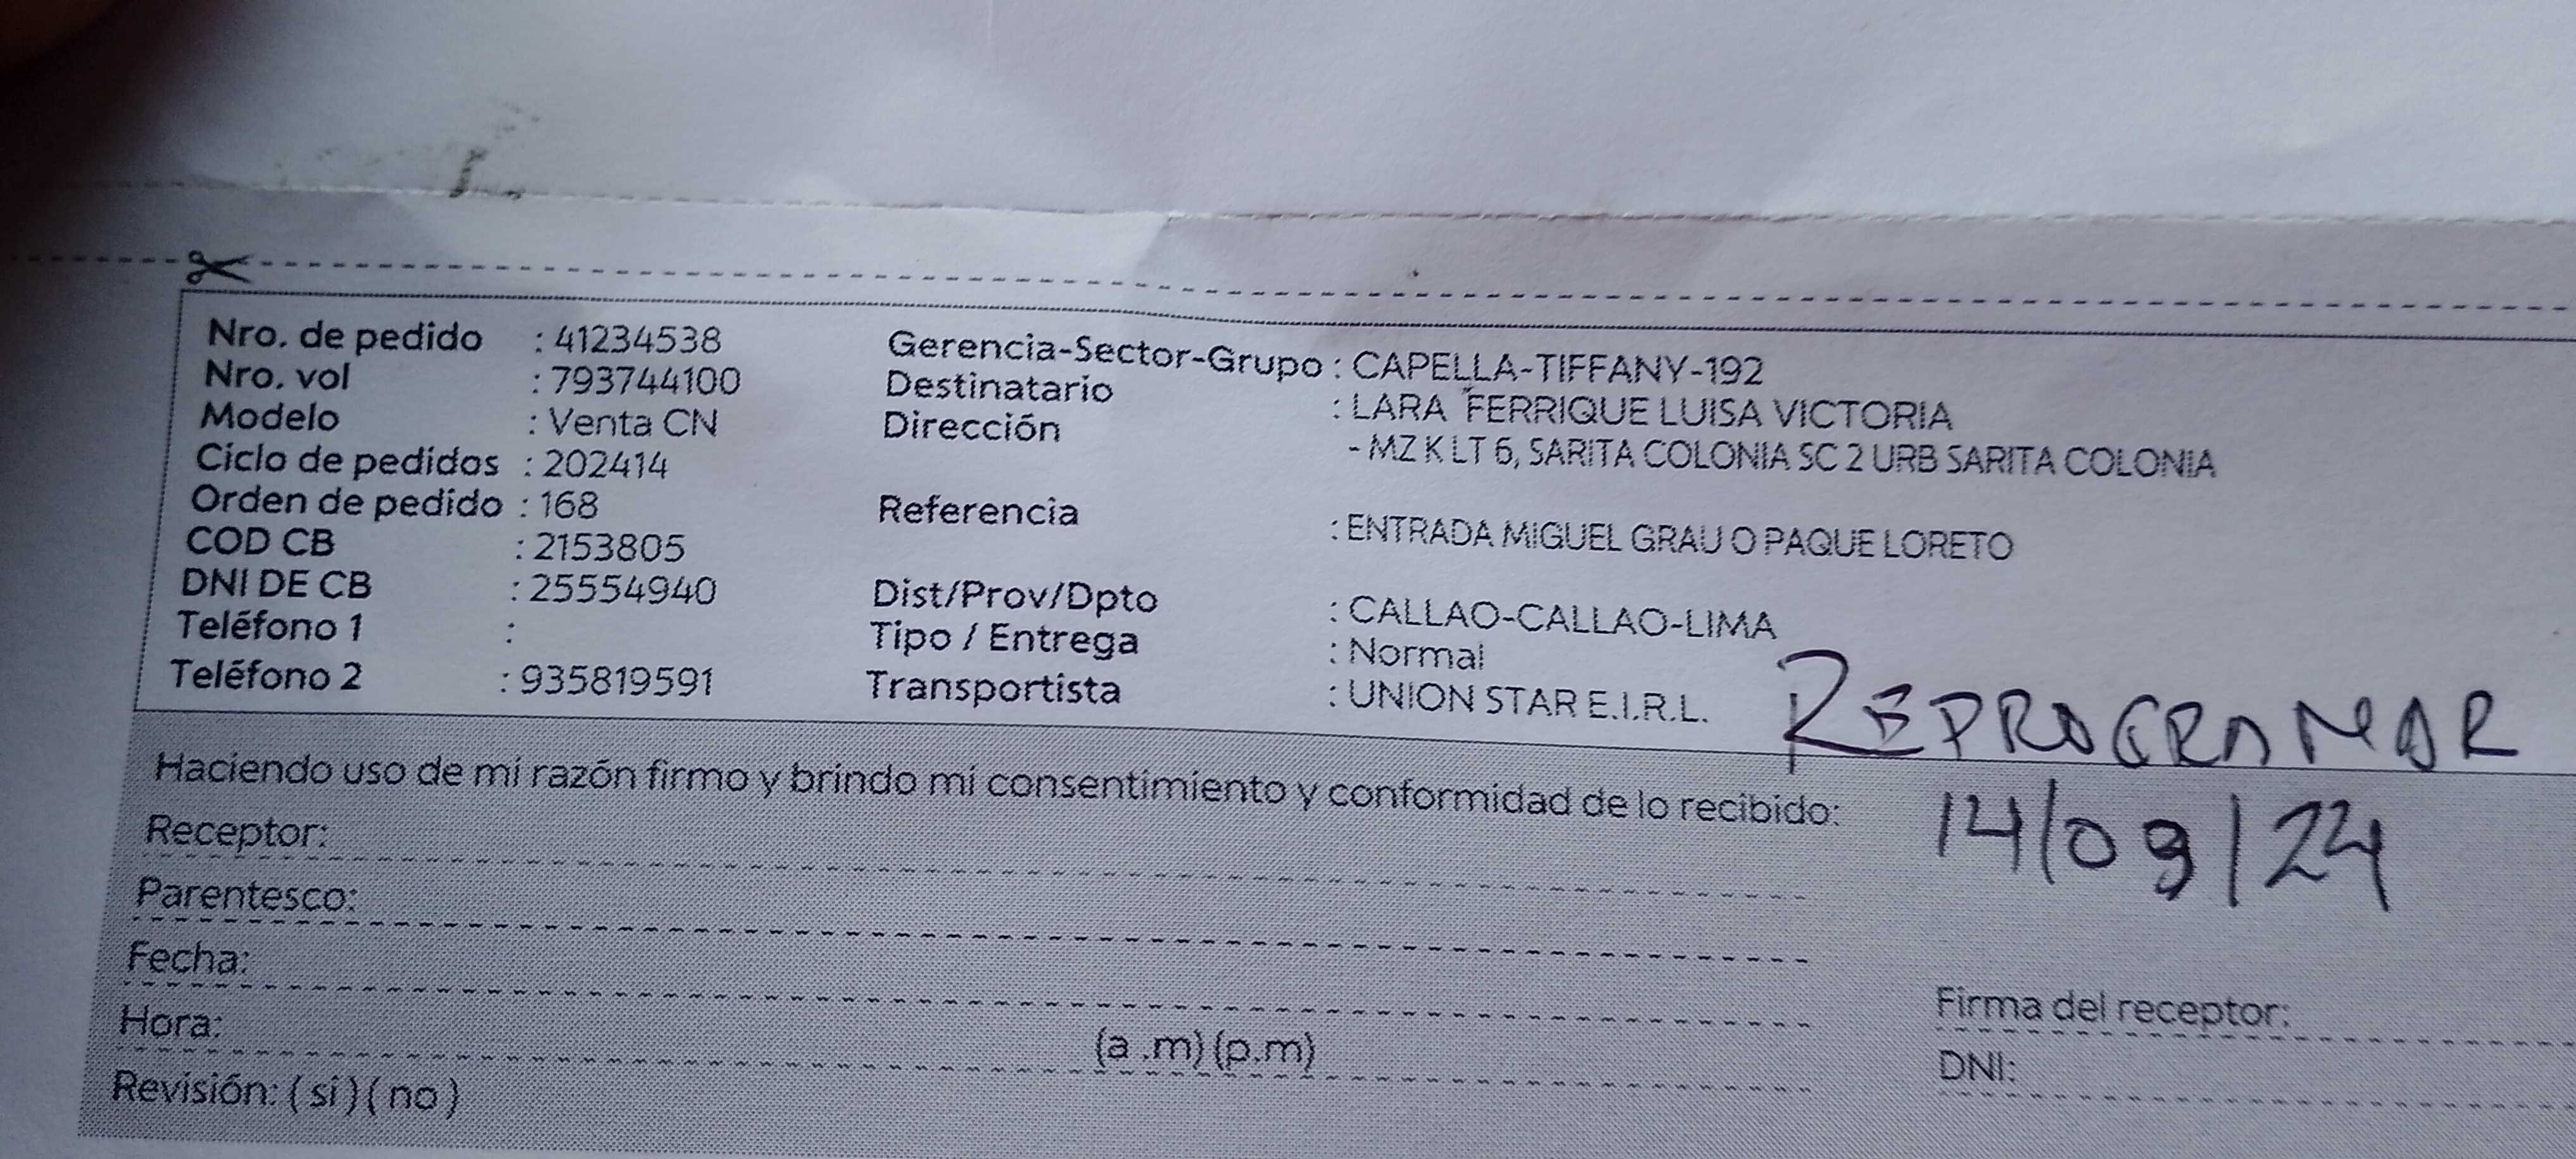 Nro. de pedido : 41234538
Nro. vol : 793744100
Modelo : Venta CN
Ciclo de pedidos : 202414
Orden de pedido : 168
COD CB : 2153805
DNI DE CB : 25554940
Teléfono 1 :
Teléfono 2 : 935819591
Gerencia-Sector-Grupo : CAPELLA-TIFFANY-192
Destinatario : LARA FERRIQUE LUISA VICTORIA
Dirección - MZ K LT 6, SARITA COLONIA SC 2 URB SARITA COLONIA
Referencia : ENTRADA MIGUEL GRAU O PAQUE LORETO
Dist/Prov/Dpto : CALLAO-CALLAO-LIMA
Tipo / Entrega : Normal
Transportista : UNION STAR E.I.R.L.
REPROGRAMAR
14/09/24
Haciendo uso de mi razón firmo y brindo mi consentimiento y conformidad de lo recibido:
Receptor:
Parentesco:
Fecha:
Hora: (a .m) (p.m)
Revisión: ( si ) ( no )
Firma del receptor:
DNI: